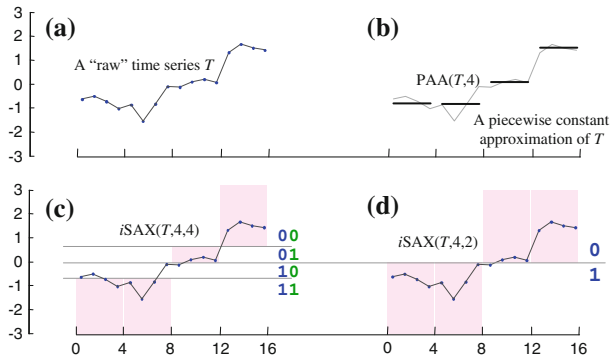 (a)
(b)
3
2
1
0
-1
-2
-3
A “raw” time series T
PAA(T,4)
A piecewise constant
approximation of T
(c)
(d)
3
2
1
0
-1
-2
-3
iSAX(T,4,4)
iSAX(T,4,2)
00
01
10
11
0
1
0 4 8 12 16
0 4 8 12 16